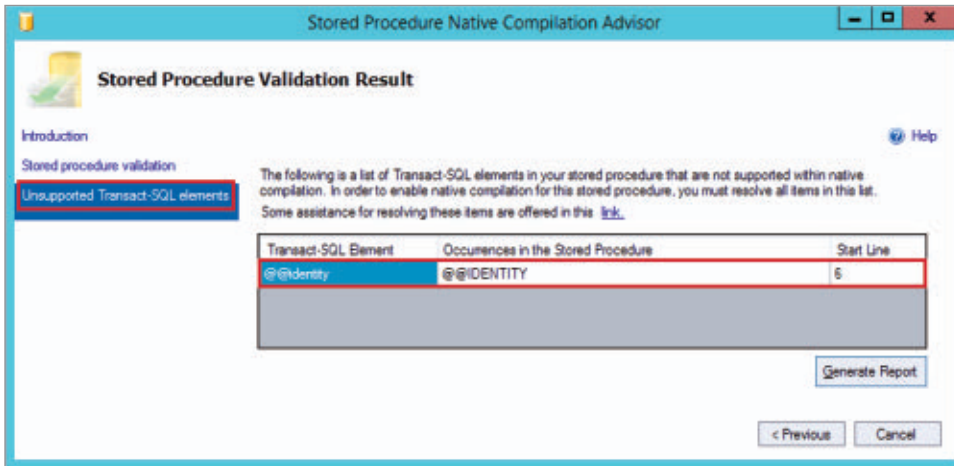 Stored Procedure Native Compilation Advisor
Stored Procedure Validation Result
Introduction
Help
Stored procedure validation
Unsupported Transact-SQL elements
The following is a list of Transact-SQL elements in your stored procedure that are not supported within native
compilation. In order to enable native compilation for this stored procedure, you must resolve all items in this list.
Some assistance for resolving these items are offered in this link.
Transact-SQL Element Occurrences in the Stored Procedure Start Line
@@identity @@IDENTITY 6
Generate Report
< Previous Cancel